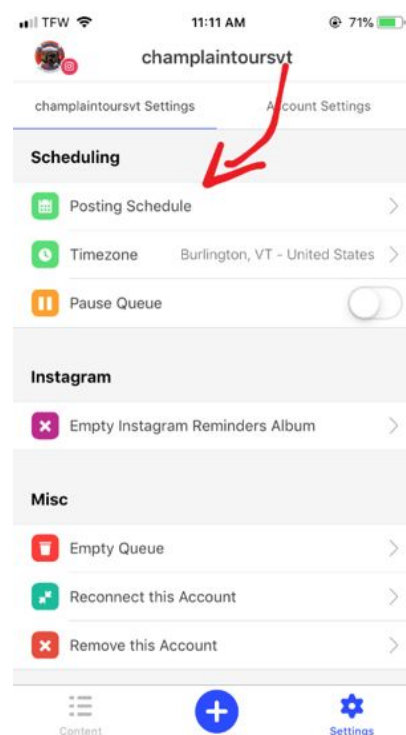 TFW 11:11 AM 71%
champlaintoursvt
champlaintoursvt Settings Account Settings
Scheduling
Posting Schedule
Timezone Burlington, VT - United States
Pause Queue
Instagram
Empty Instagram Reminders Album
Misc
Empty Queue
Reconnect this Account
Remove this Account
Content Settings